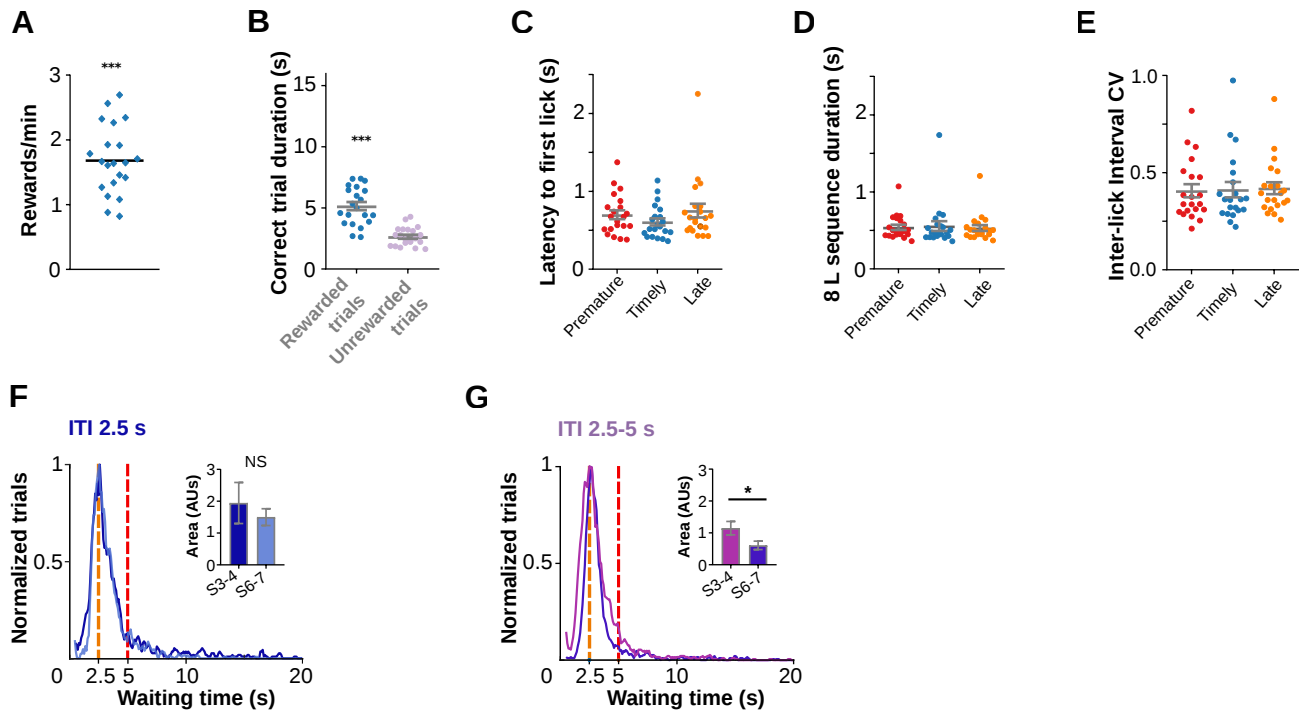 A
B
C
D
E
Rewards/min
3
2
1
0
***
Correct trial duration (s)
15
10
5
0
***
Rewarded
trials
Unrewarded
trials
Latency to first lick (s)
2
1
0
Premature
Timely
Late
8 L sequence duration (s)
2
1
0
Premature
Timely
Late
Inter-lick Interval CV
1.0
0.5
0.0
Premature
Timely
Late
F
ITI 2.5 s
Normalized trials
1
0.5
0
2.5
5
10
20
Waiting time (s)
NS
Area (AUs)
3
2
1
0
S3-4
S6-7
G
ITI 2.5-5 s
Normalized trials
1
0.5
0
2.5
5
10
20
Waiting time (s)
*
Area (AUs)
3
2
1
0
S3-4
S6-7